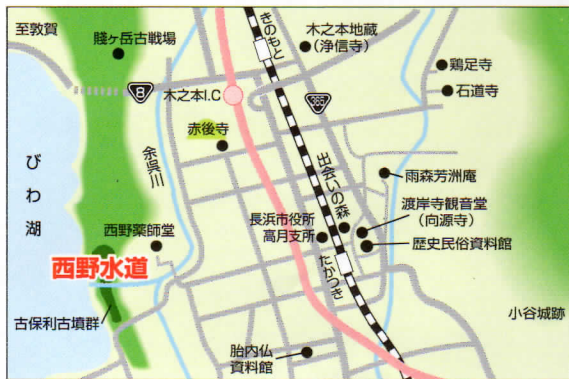 至敦賀
賤ヶ岳古戦場
きのもと
木之本地蔵
(浄信寺)
鶏足寺
石道寺
8
木之本I.C
365
赤後寺
余呉川
びわ湖
出会いの森
雨森芳洲庵
渡岸寺観音堂
(向源寺)
長浜市役所
高月支所
歴史民俗資料館
西野薬師堂
西野水道
たかつき
古保利古墳群
小谷城跡
胎内仏
資料館